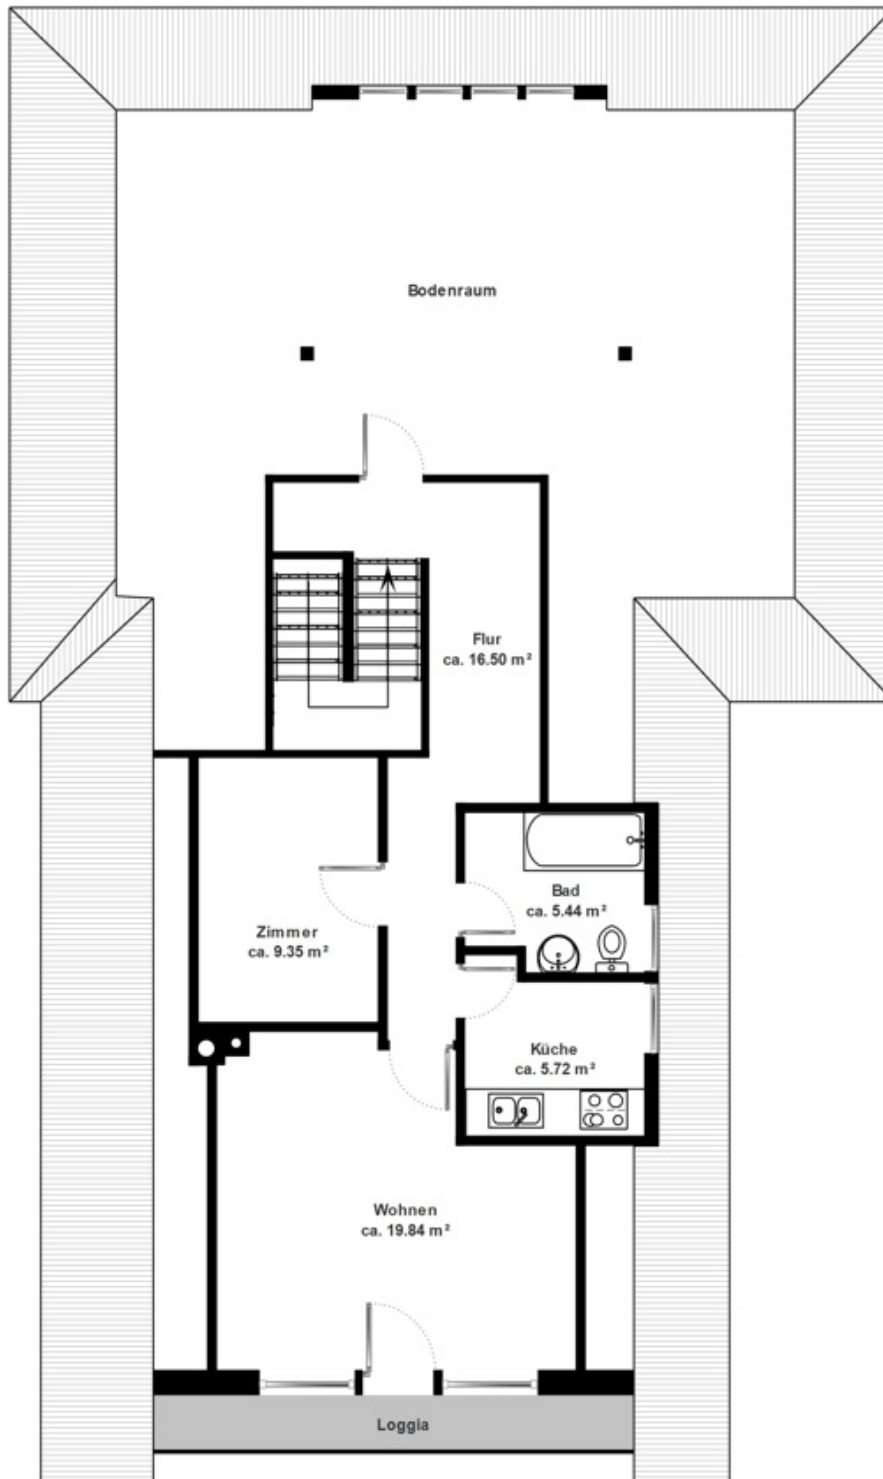 Bodenraum
Flur
ca. 16.50 m²
Bad
ca. 5.44 m²
Zimmer
ca. 9.35 m²
Küche
ca. 5.72 m²
Wohnen
ca. 19.84 m²
Loggia